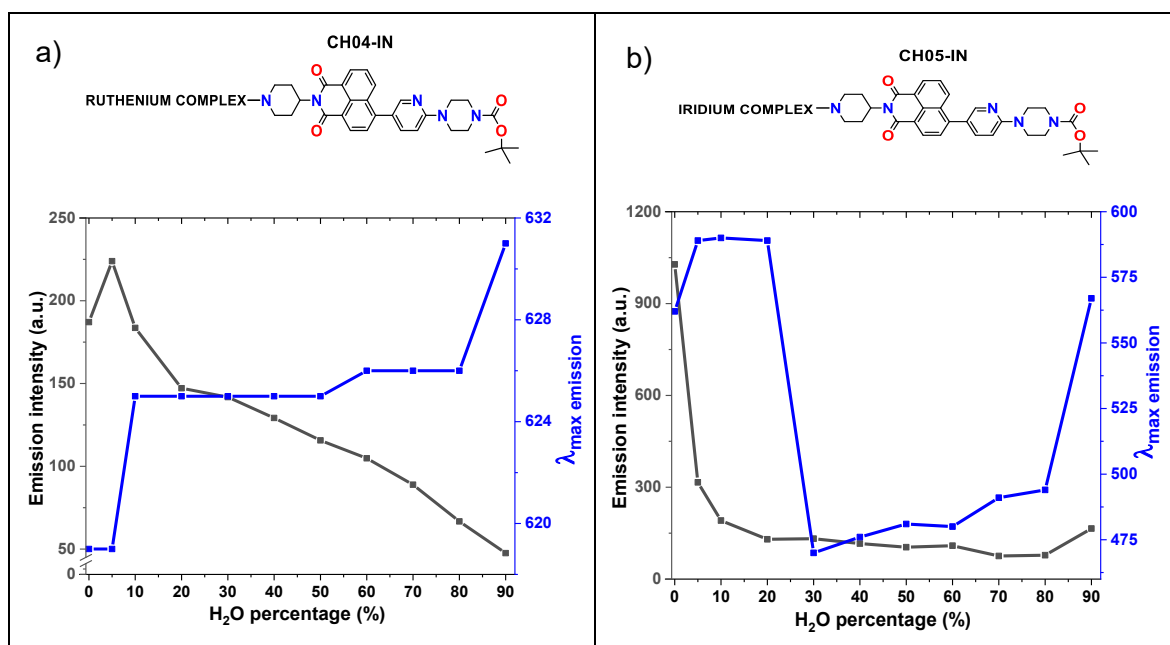 a)
CH04-IN
RUTHENIUM COMPLEX
N
O
N
O
N
N
N
O
O
250
200
150
100
50
0
Emission intensity (a.u.)
632
628
624
620
λmax emission
0 10 20 30 40 50 60 70 80 90
H2O percentage (%)
b)
CH05-IN
IRIDIUM COMPLEX
N
O
N
O
N
N
N
O
O
1200
900
600
300
0
Emission intensity (a.u.)
600
575
550
525
500
475
λmax emission
0 10 20 30 40 50 60 70 80 90
H2O percentage (%)